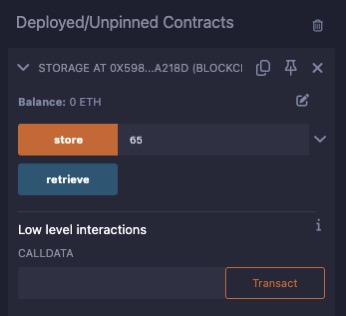 Deployed/Unpinned Contracts
STORAGE AT 0X598...A218D (BLOCKCI
Balance: 0 ETH
store 65
retrieve
Low level interactions i
CALLDATA
Transact